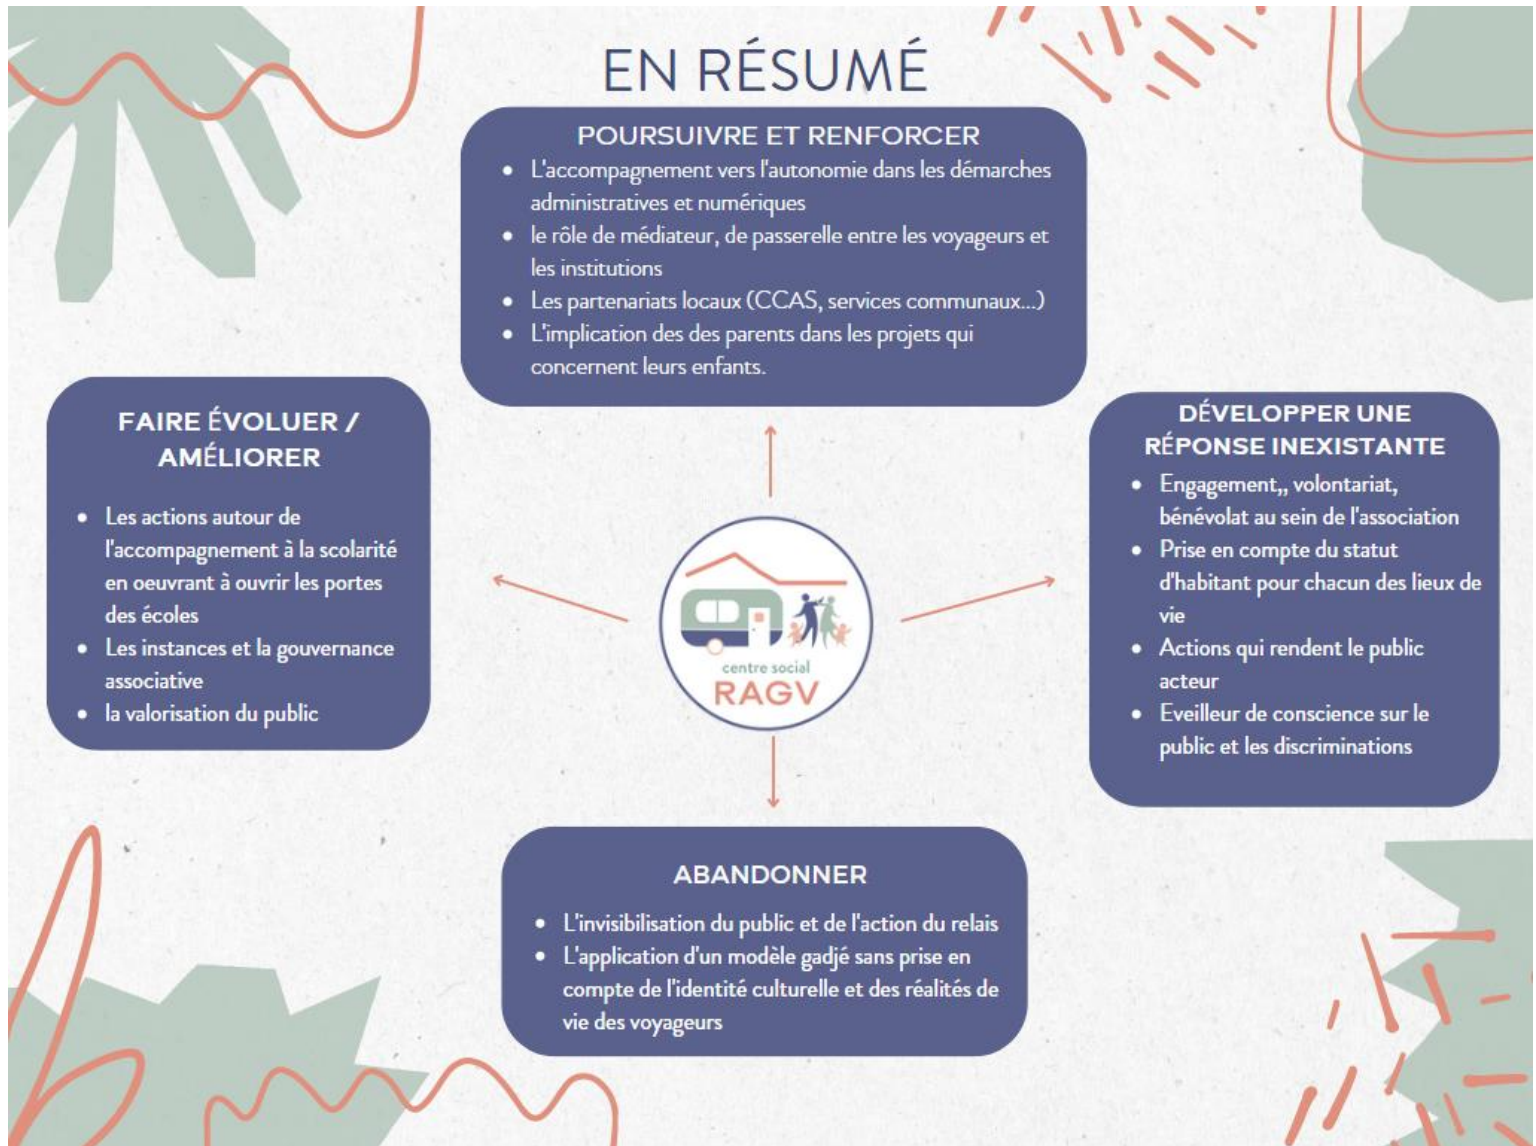 EN RÉSUMÉ
POURSUIVRE ET RENFORCER
• L'accompagnement vers l'autonomie dans les démarches
administratives et numériques
• le rôle de médiateur, de passerelle entre les voyageurs et
les institutions
• Les partenariats locaux (CCAS, services communaux...)
• L'implication des des parents dans les projets qui
concernent leurs enfants.
FAIRE ÉVOLUER /
AMÉLIORER
• Les actions autour de
l'accompagnement à la scolarité
en oeuvrant à ouvrir les portes
des écoles
• Les instances et la gouvernance
associative
• la valorisation du public
DÉVELOPPER UNE
RÉPONSE INEXISTANTE
• Engagement,, volontariat,
bénévolat au sein de l'association
• Prise en compte du statut
d'habitant pour chacun des lieux de
vie
• Actions qui rendent le public
acteur
• Eveilleur de conscience sur le
public et les discriminations
centre social
RAGV
ABANDONNER
• L'invisibilisation du public et de l'action du relais
• L'application d'un modèle gadjé sans prise en
compte de l'identité culturelle et des réalités de
vie des voyageurs